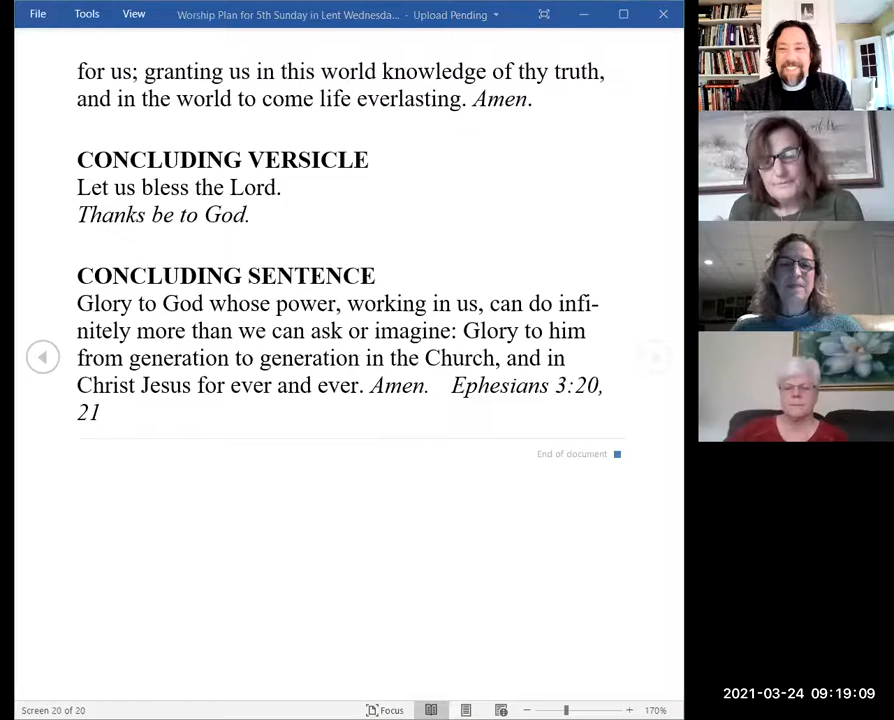 File Tools View Worship Plan for 5th Sunday in Lent Wednesda... - Upload Pending
for us; granting us in this world knowledge of thy truth,
and in the world to come life everlasting. Amen.
CONCLUDING VERSICLE
Let us bless the Lord.
Thanks be to God.
CONCLUDING SENTENCE
Glory to God whose power, working in us, can do infi-
nitely more than we can ask or imagine: Glory to him
from generation to generation in the Church, and in
Christ Jesus for ever and ever. Amen. Ephesians 3:20,
21
End of document
2021-03-24 09:19:09
Screen 20 of 20 Focus 170%